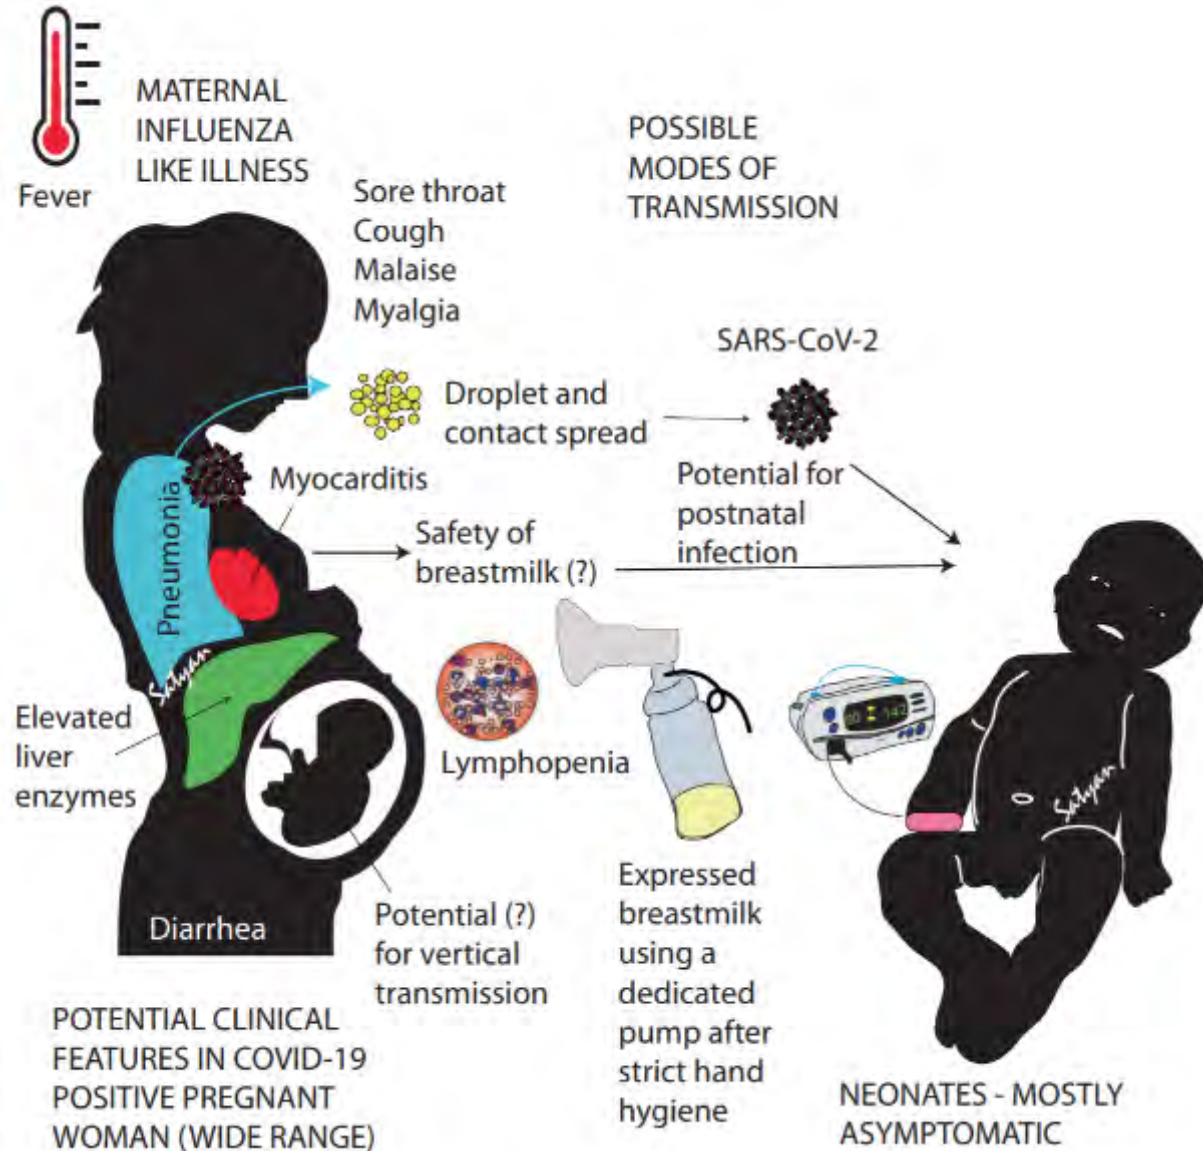 MATERNAL
INFLUENZA
LIKE ILLNESS
Fever
Sore throat
Cough
Malaise
Myalgia
POSSIBLE
MODES OF
TRANSMISSION
SARS-CoV-2
Droplet and
contact spread
Potential for
postnatal
infection
Myocarditis
Pneumonia
Safety of
breastmilk (?)
Satyan
Elevated
liver
enzymes
Lymphopenia
Diarrhea
Potential (?)
for vertical
transmission
Expressed
breastmilk
using a
dedicated
pump after
strict hand
hygiene
142
Satyan
POTENTIAL CLINICAL
FEATURES IN COVID-19
POSITIVE PREGNANT
WOMAN (WIDE RANGE)
NEONATES - MOSTLY
ASYMPTOMATIC